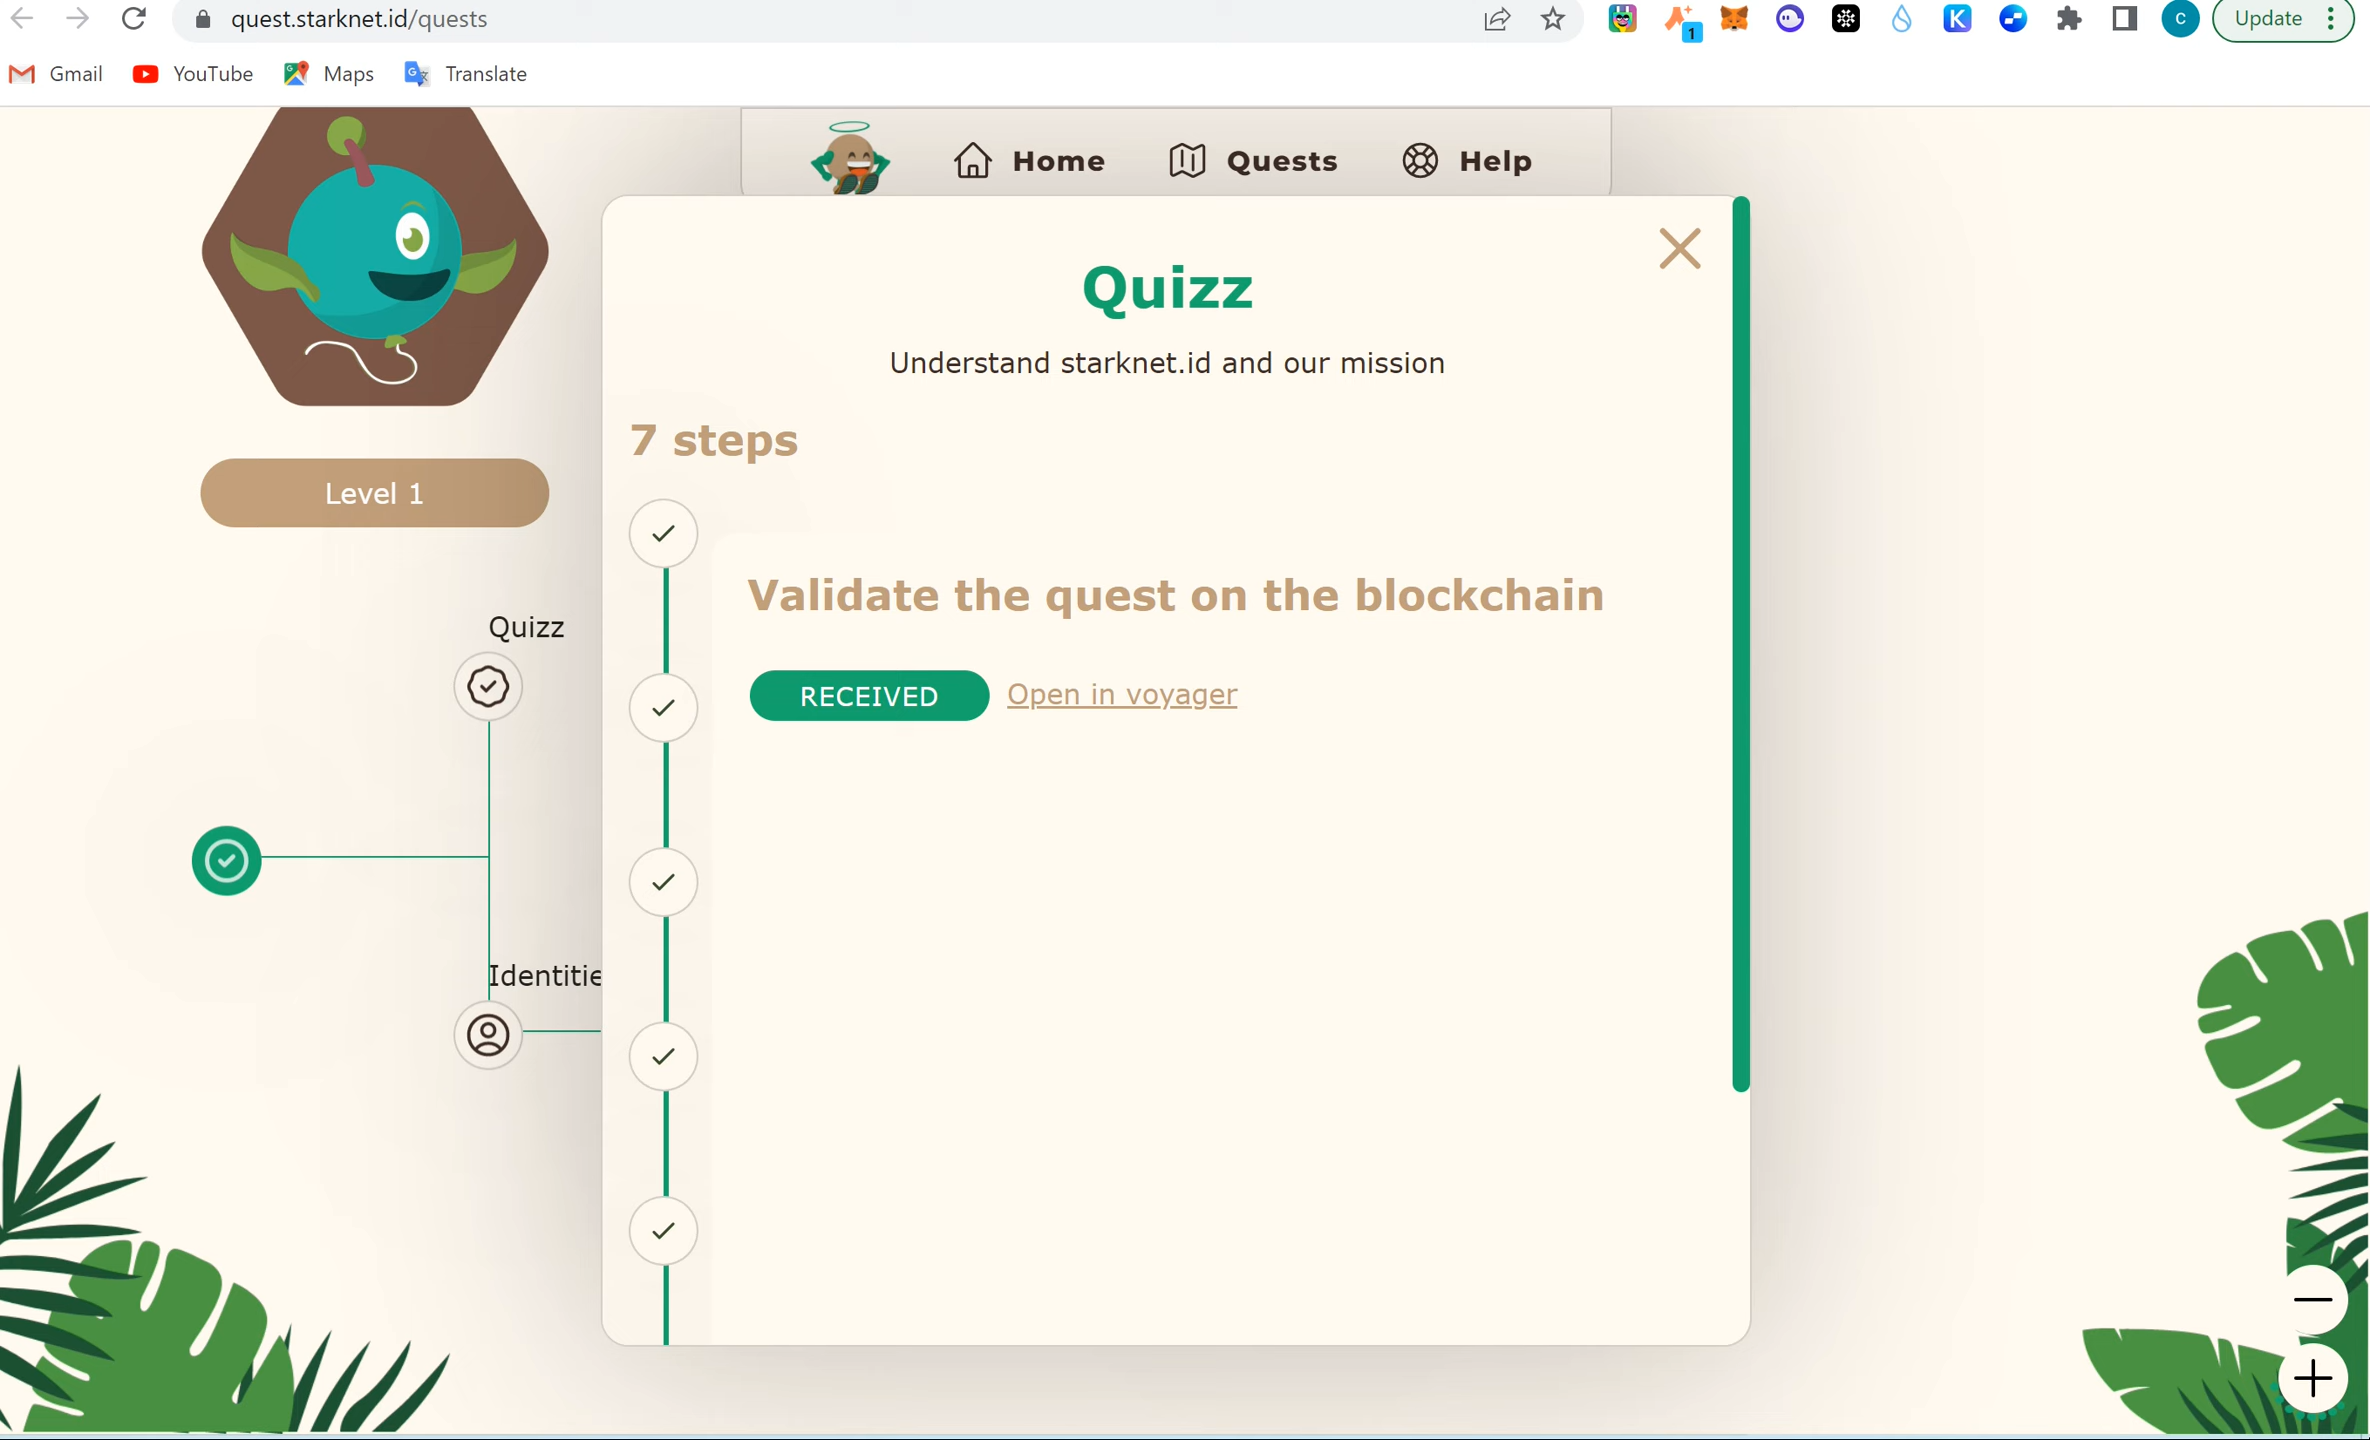 quest.starknet.id/quests
1
K
C
Update
Gmail
YouTube
Maps
Translate
Home
Quests
Help
Quizz
Understand starknet.id and our mission
7 steps
Level 1
Validate the quest on the blockchain
Quizz
RECEIVED
Open in voyager
Identitie